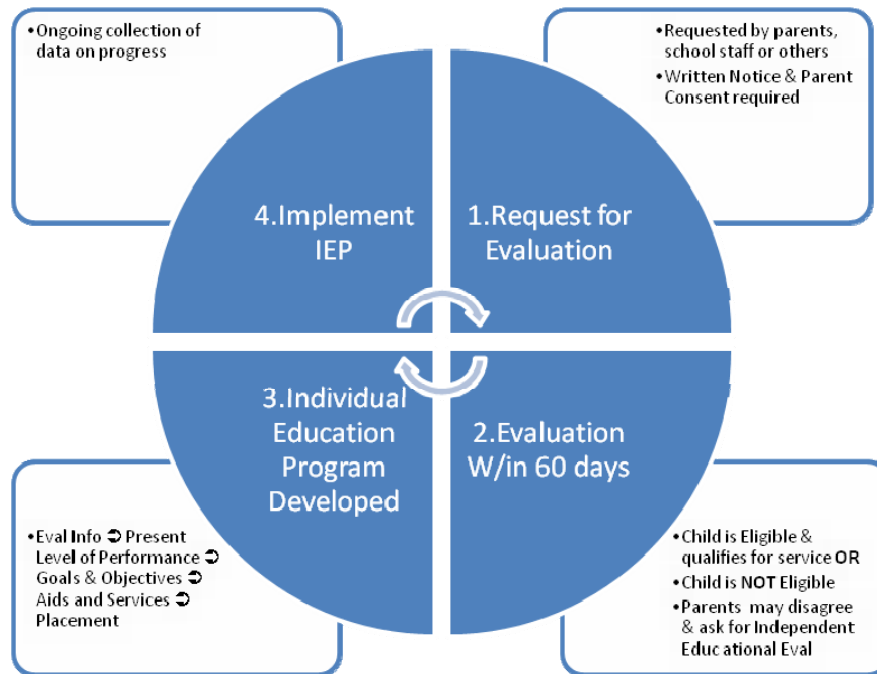 •Ongoing collection of
data on progress
•Requested by parents,
school staff or others
•Written Notice & Parent
Consent required
4.Implement
IEP
1.Request for
Evaluation
3.Individual
Education
Program
Developed
2.Evaluation
W/in 60 days
•Eval Info ➲ Present
Level of Performance ➲
Goals & Objectives ➲
Aids and Services ➲
Placement
•Child is Eligible &
qualifies for service OR
•Child is NOT Eligible
•Parents may disagree
& ask for Independent
Educational Eval